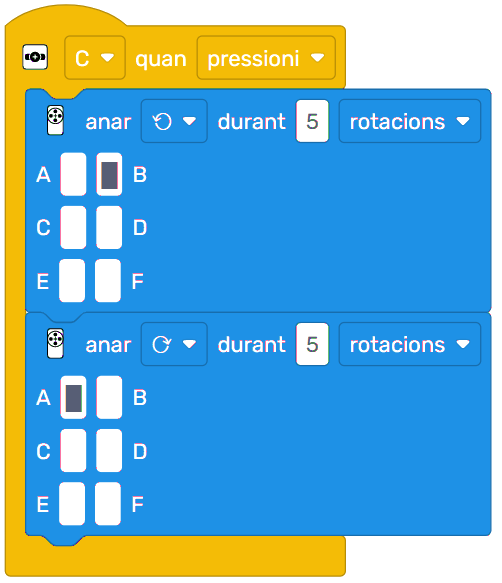 C quan pressioni
anar durant 5 rotacions
A B
C D
E F
anar durant 5 rotacions
A B
C D
E F